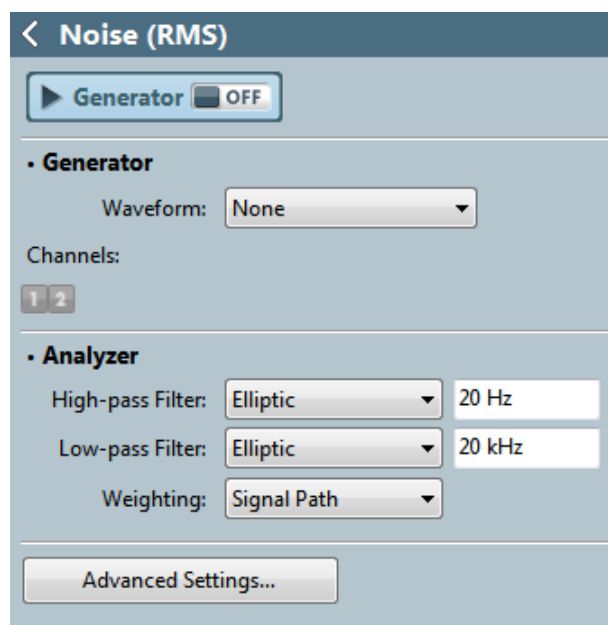 Noise (RMS)
Generator OFF
• Generator
Waveform: None
Channels:
1 2
• Analyzer
High-pass Filter: Elliptic 20 Hz
Low-pass Filter: Elliptic 20 kHz
Weighting: Signal Path
Advanced Settings...